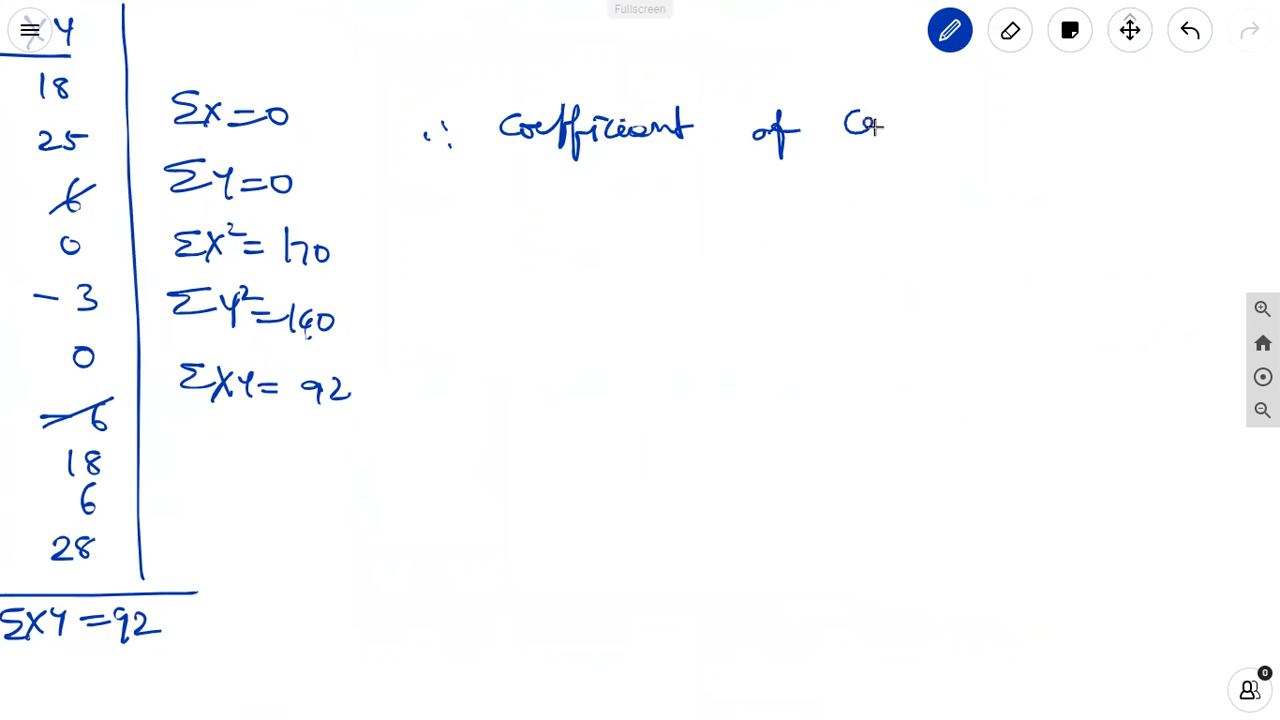 Fullscreen
XY
18
25
6
0
- 3
0
-6
18
6
28
ΣXY = 92
Σx = 0
ΣY = 0
ΣX² = 170
ΣY² = 140
ΣXY = 92
∴ Coefficient of Co
0